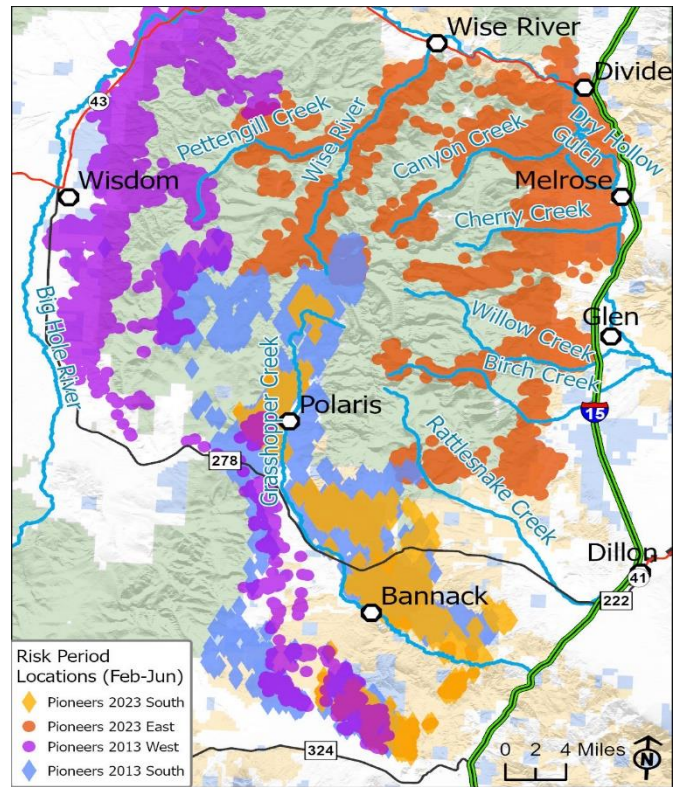 Wise River
Divide
43
Pettengill Creek
Wise River
Canyon Creek
Dry Hollow
Gulch
Wisdom
Melrose
Cherry Creek
Big Hole River
Willow Creek
Glen
Birch Creek
Grasshopper Creek
Polaris
15
278
Rattlesnake Creek
Dillon
41
222
Bannack
Risk Period
Locations (Feb-Jun)
Pioneers 2023 South
Pioneers 2023 East
Pioneers 2013 West
Pioneers 2013 South
324
0 2 4 Miles
N